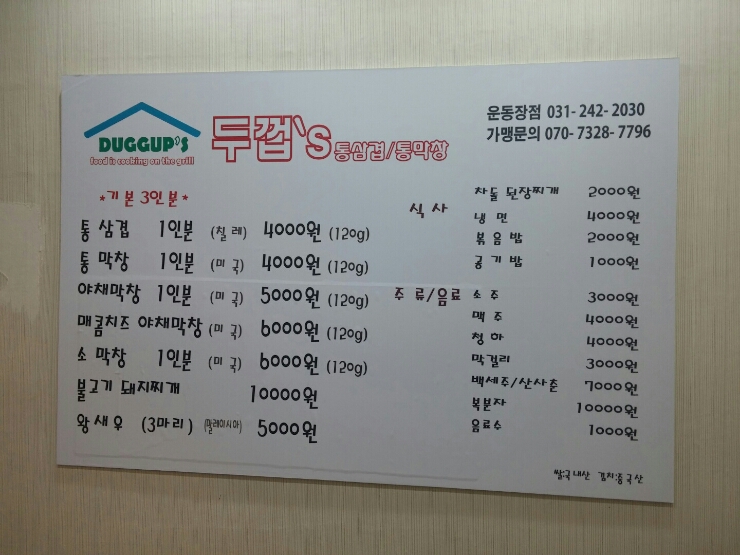 DUGGUP'S
food is cooking on the grill
두껍's 통삼겹/통막창
운동장점 031-242-2030
가맹문의 070-7328-7796
*기본 3인분*
통 삼겹 1인분 (칠레) 4000원 (120g)
통 막창 1인분 (미국) 4000원 (120g)
야채막창 1인분 (미국) 5000원 (120g)
매콤치즈 야채막창 (미국) 6000원 (120g)
소 막창 1인분 (미국) 6000원 (120g)
불고기 돼지찌개 10000원
왕새우 (3마리) (말레이시아) 5000원
식사
차돌 된장찌개 2000원
냉면 4000원
볶음밥 2000원
공기밥 1000원
주류/음료
소주 3000원
맥주 4000원
청하 4000원
막걸리 3000원
백세주/산사춘 7000원
복분자 10000원
음료수 1000원
쌀:국내산 김치:중국산